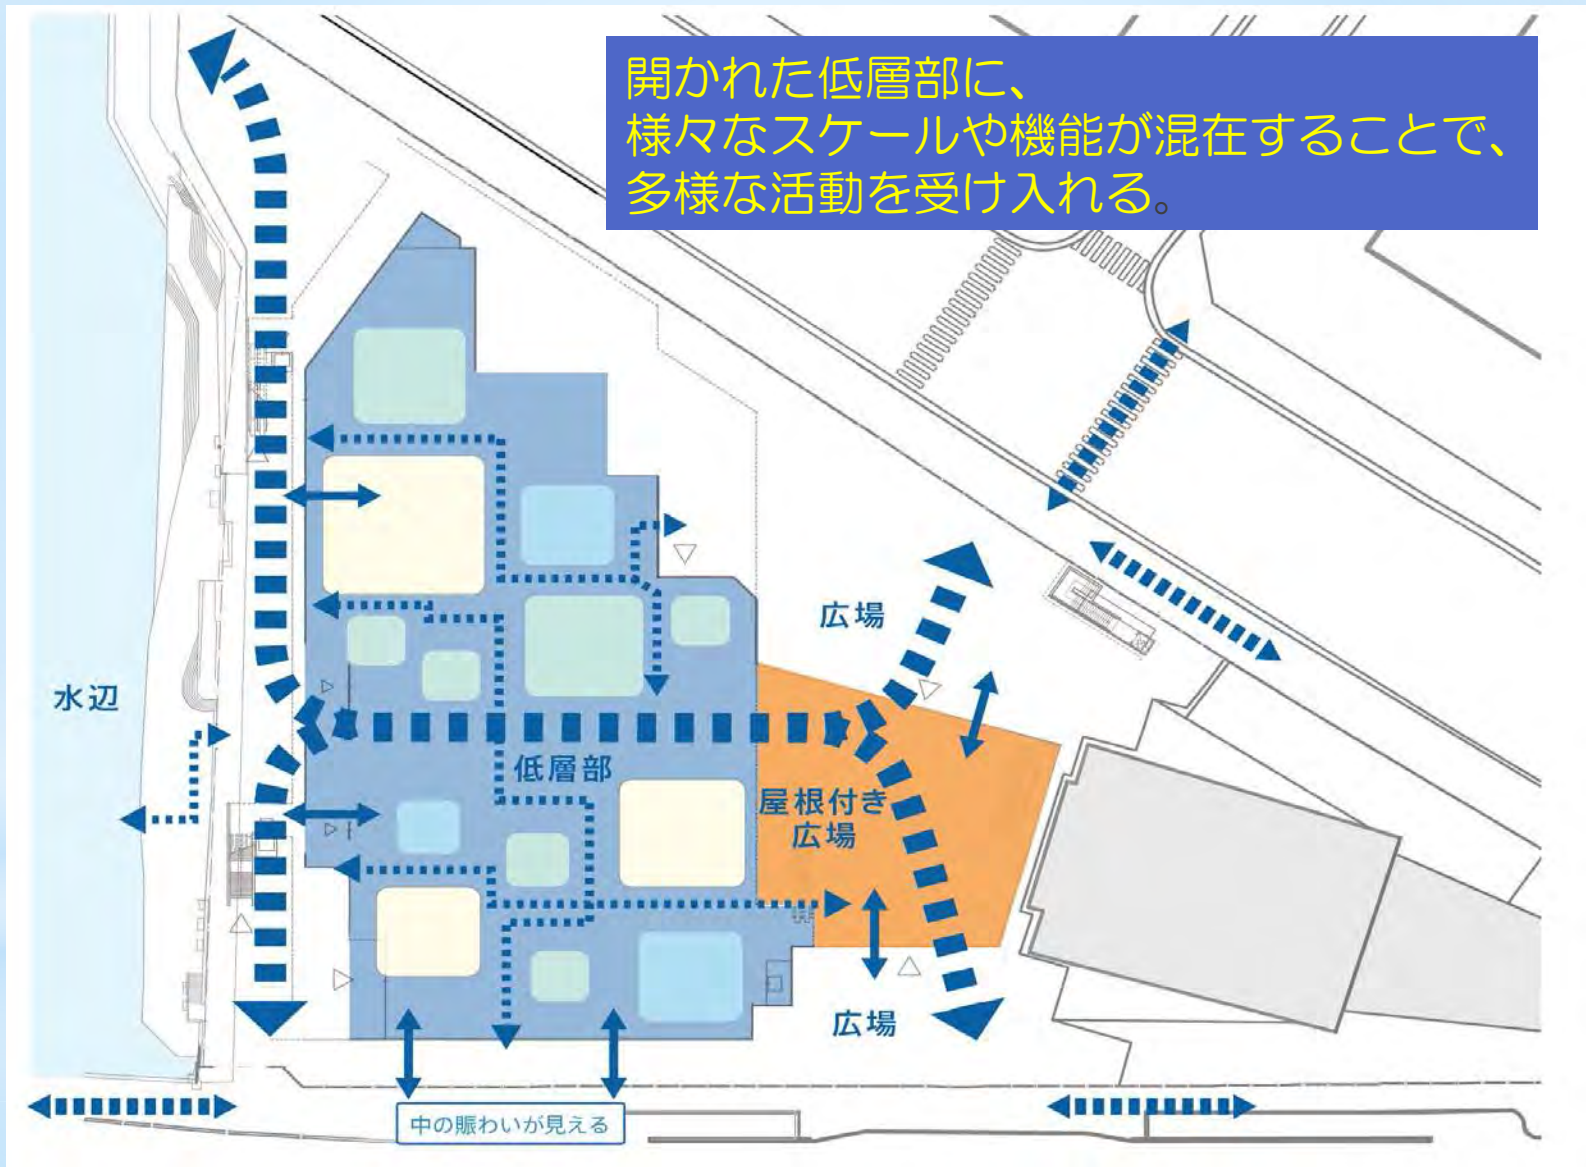 開かれた低層部に、
様々なスケールや機能が混在することで、
多様な活動を受け入れる。
広場
水辺
低層部
屋根付き
広場
広場
中の賑わいが見える